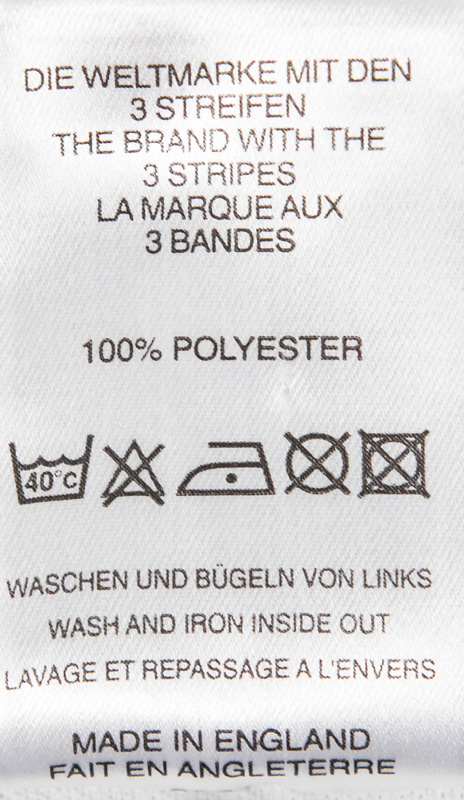 DIE WELTMARKE MIT DEN
3 STREIFEN
THE BRAND WITH THE
3 STRIPES
LA MARQUE AUX
3 BANDES
100% POLYESTER
40°C
WASCHEN UND BÜGELN VON LINKS
WASH AND IRON INSIDE OUT
LAVAGE ET REPASSAGE A L'ENVERS
MADE IN ENGLAND
FAIT EN ANGLETERRE